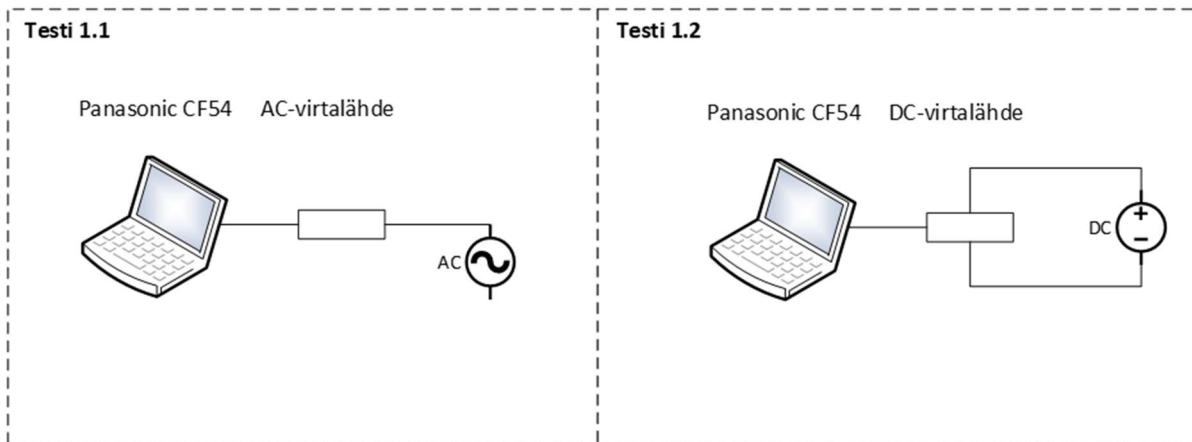 Testi 1.1
Panasonic CF54 AC-virtalähde
AC
Testi 1.2
Panasonic CF54 DC-virtalähde
DC